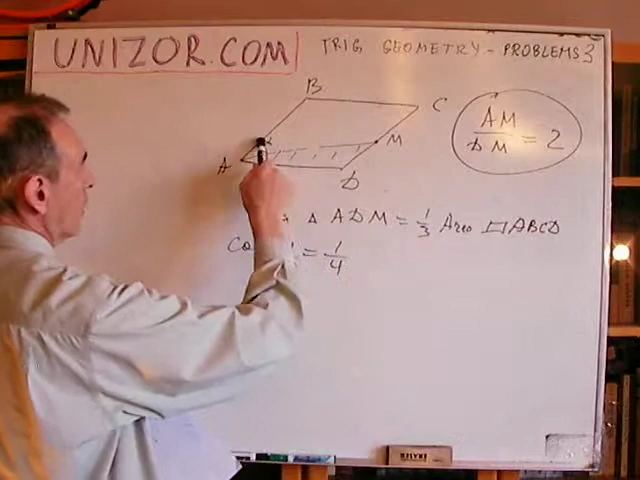 UNIZOR.COM
TRIG GEOMETRY - PROBLEMS 3
B
C
A
M
D
AM
DM
= 2
Δ ADM = 1/3 Area ▱ABCD
= 1/4